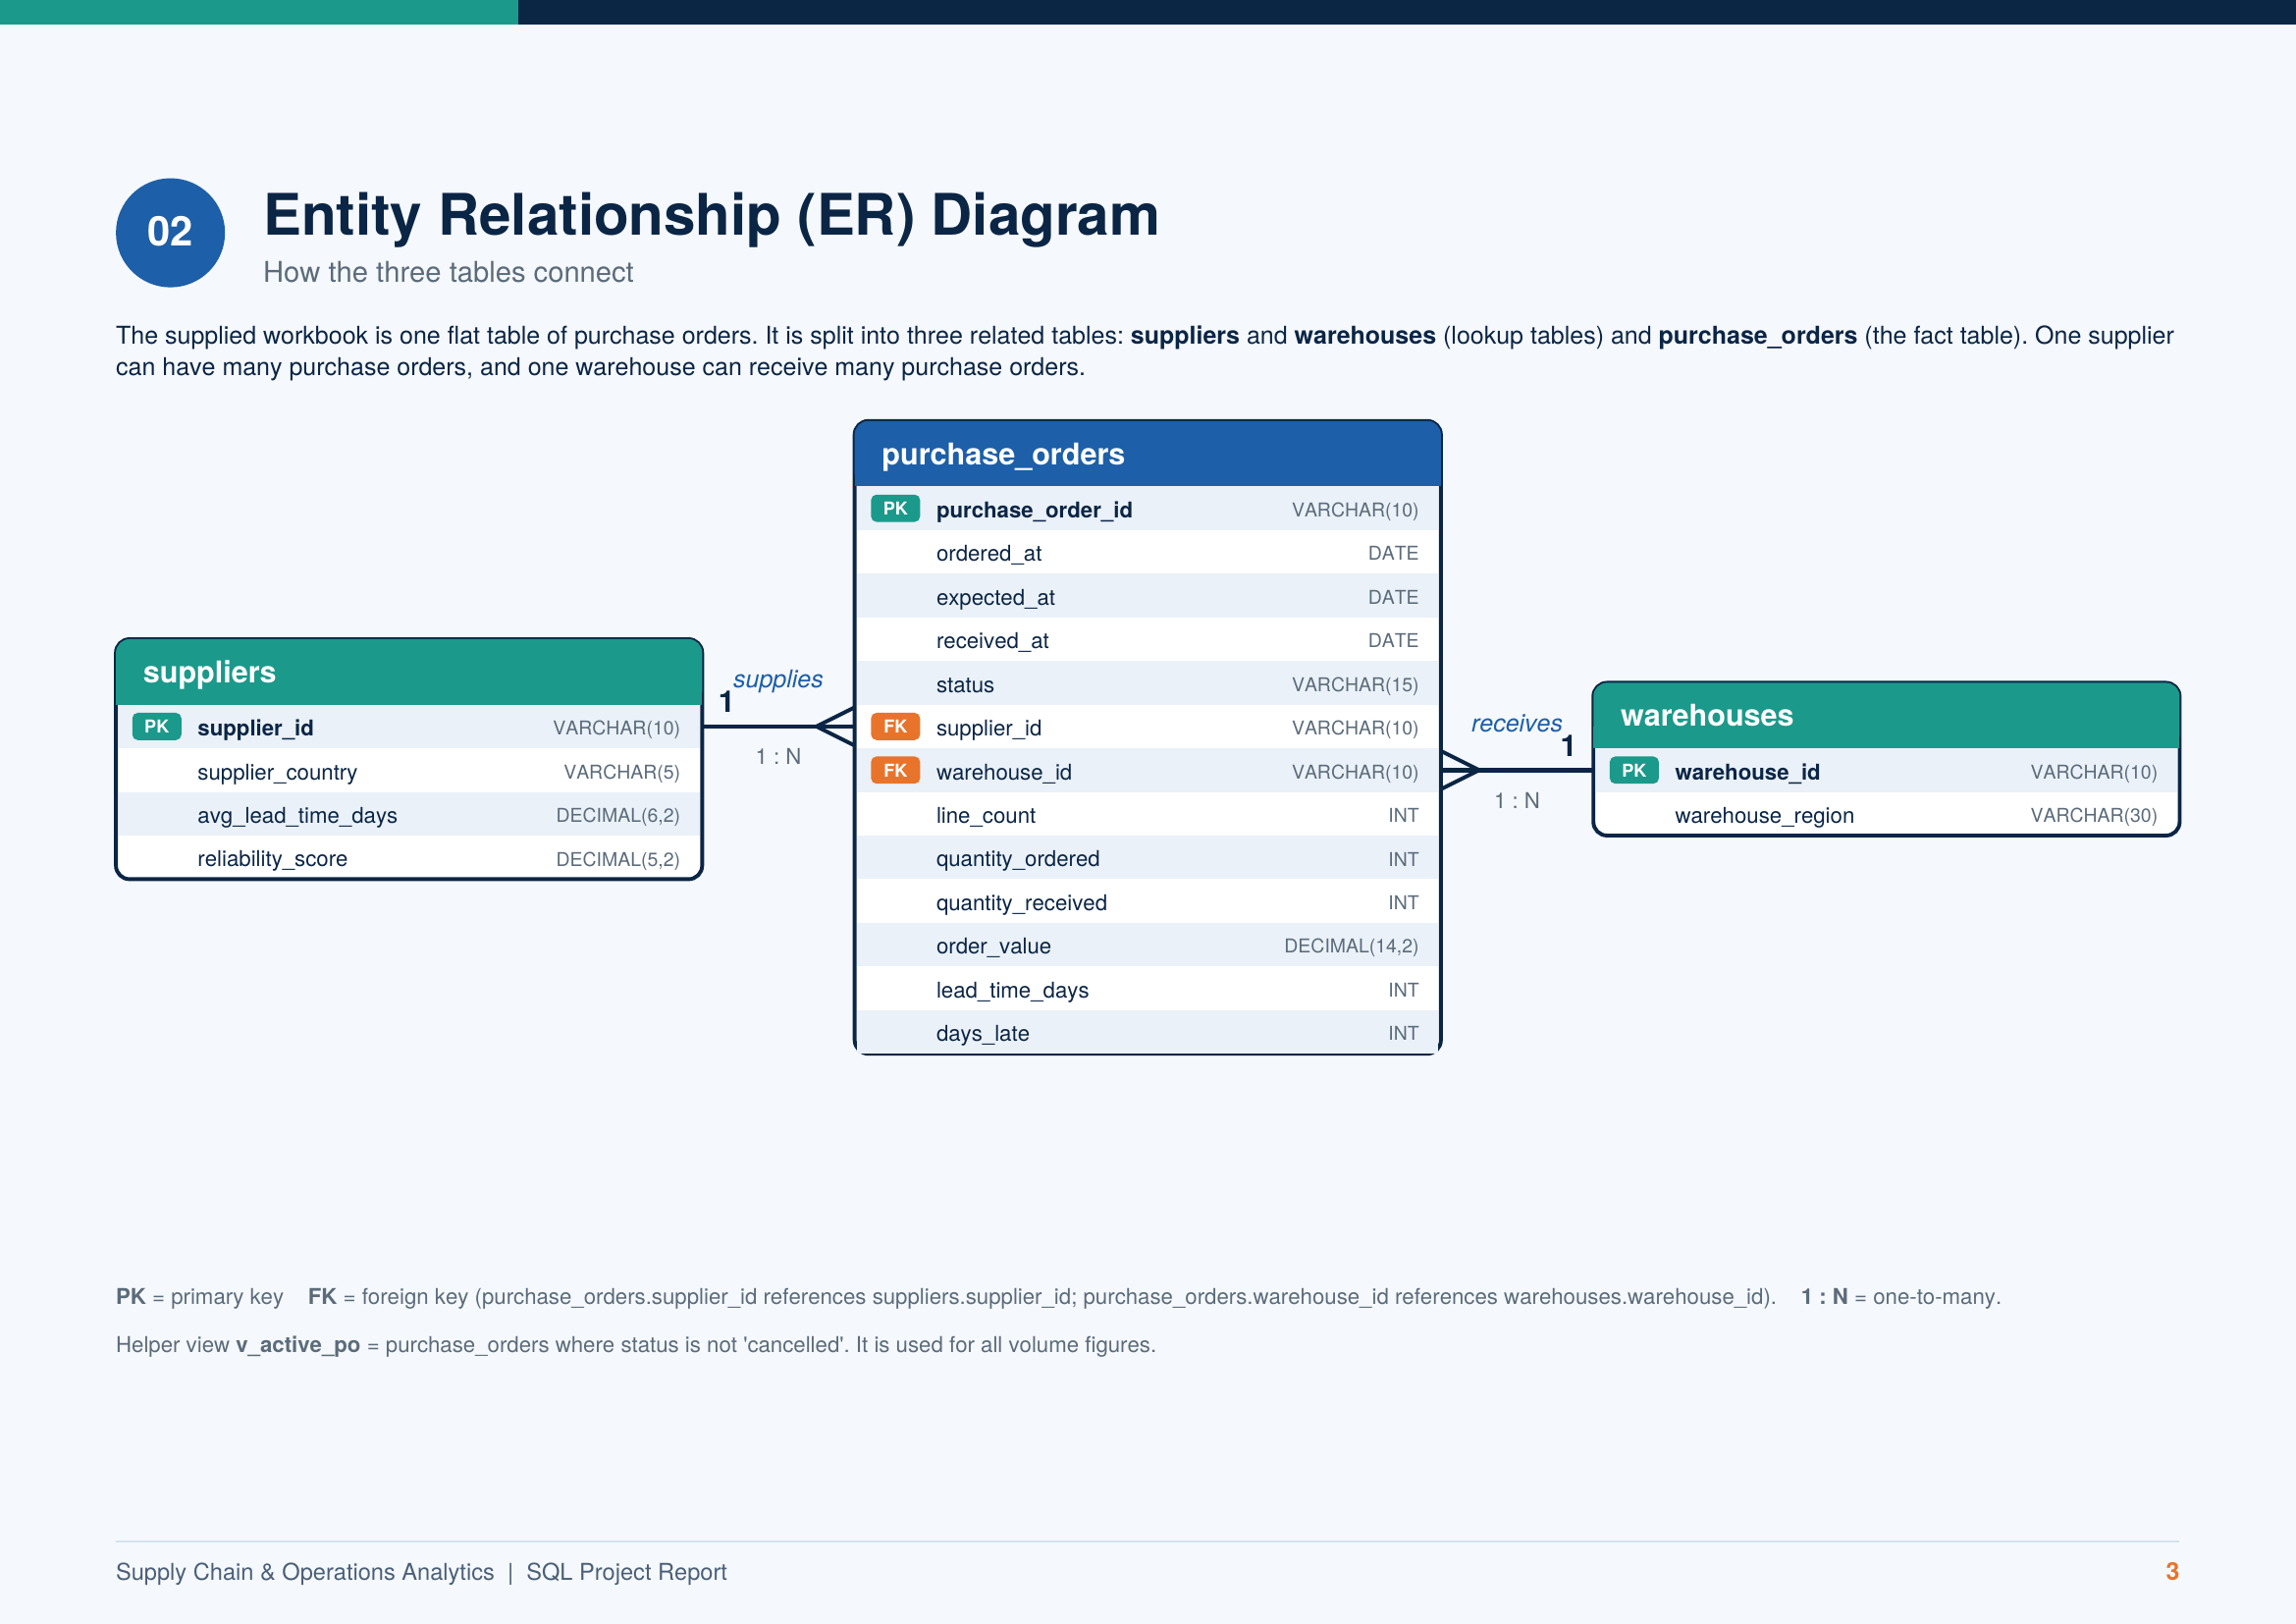 02
Entity Relationship (ER) Diagram
How the three tables connect
The supplied workbook is one flat table of purchase orders. It is split into three related tables: suppliers and warehouses (lookup tables) and purchase_orders (the fact table). One supplier
can have many purchase orders, and one warehouse can receive many purchase orders.
suppliers
PK supplier_id VARCHAR(10)
supplier_country VARCHAR(5)
avg_lead_time_days DECIMAL(6,2)
reliability_score DECIMAL(5,2)
supplies
1
1 : N
purchase_orders
PK purchase_order_id VARCHAR(10)
ordered_at DATE
expected_at DATE
received_at DATE
status VARCHAR(15)
FK supplier_id VARCHAR(10)
FK warehouse_id VARCHAR(10)
line_count INT
quantity_ordered INT
quantity_received INT
order_value DECIMAL(14,2)
lead_time_days INT
days_late INT
receives
1
1 : N
warehouses
PK warehouse_id VARCHAR(10)
warehouse_region VARCHAR(30)
PK = primary key FK = foreign key (purchase_orders.supplier_id references suppliers.supplier_id; purchase_orders.warehouse_id references warehouses.warehouse_id). 1 : N = one-to-many.
Helper view v_active_po = purchase_orders where status is not 'cancelled'. It is used for all volume figures.
Supply Chain & Operations Analytics | SQL Project Report
3